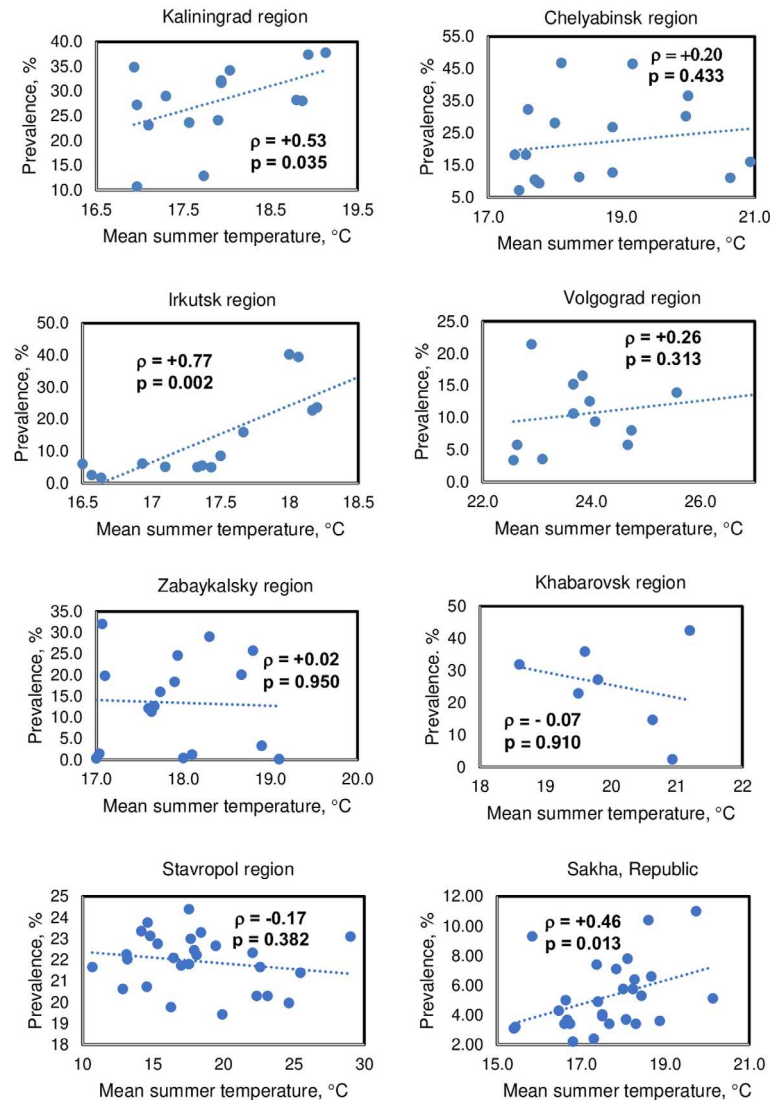 Kaliningrad region
Prevalence, %
40.0
35.0
30.0
25.0
20.0
15.0
10.0
ρ = +0.53
p = 0.035
16.5 17.5 18.5 19.5
Mean summer temperature, °C
Chelyabinsk region
Prevalence, %
55.0
45.0
35.0
25.0
15.0
5.0
ρ = +0.20
p = 0.433
17.0 19.0 21.0
Mean summer temperature, °C
Irkutsk region
Prevalence, %
50.0
40.0
30.0
20.0
10.0
0.0
ρ = +0.77
p = 0.002
16.5 17.0 17.5 18.0 18.5
Mean summer temperature, °C
Volgograd region
Prevalence, %
25.0
20.0
15.0
10.0
5.0
0.0
ρ = +0.26
p = 0.313
22.0 24.0 26.0
Mean summer temperature, °C
Zabaykalsky region
Prevalence, %
35.0
30.0
25.0
20.0
15.0
10.0
5.0
0.0
ρ = +0.02
p = 0.950
17.0 18.0 19.0 20.0
Mean summer temperature, °C
Khabarovsk region
Prevalence. %
50
40
30
20
10
0
ρ = - 0.07
p = 0.910
18 19 20 21 22
Mean summer temperature, °C
Stavropol region
Prevalence, %
25
24
23
22
21
20
19
18
ρ = -0.17
p = 0.382
10 15 20 25 30
Mean summer temperature, °C
Sakha, Republic
Prevalence, %
12.00
10.00
8.00
6.00
4.00
2.00
ρ = +0.46
p = 0.013
15.0 17.0 19.0 21.0
Mean summer temperature, °C